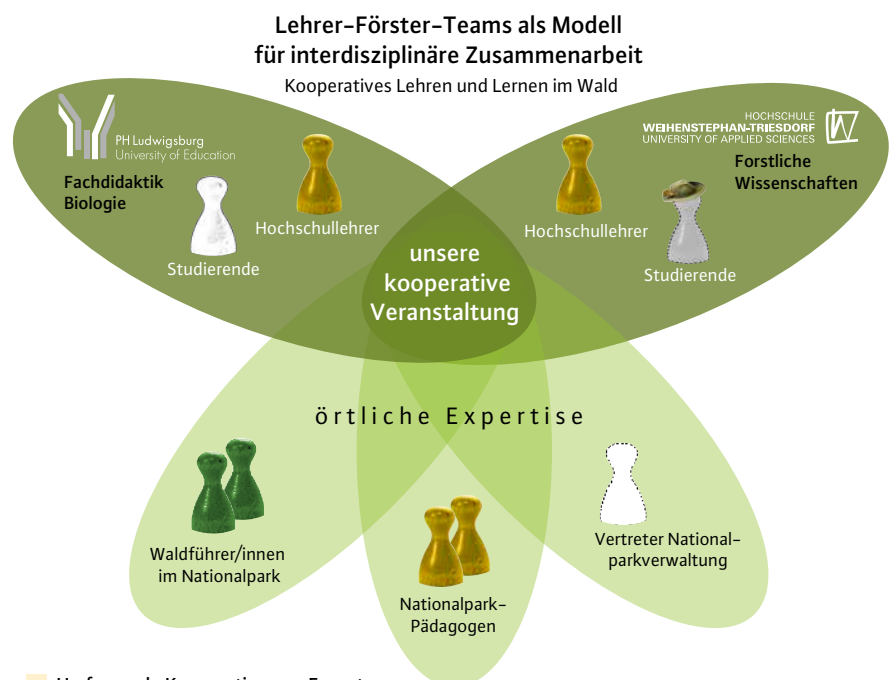 Lehrer-Förster-Teams als Modell
für interdisziplinäre Zusammenarbeit
Kooperatives Lehren und Lernen im Wald
PH Ludwigsburg
University of Education
Fachdidaktik
Biologie
Studierende
Hochschullehrer
HOCHSCHULE
WEIHENSTEPHAN-TRIESDORF
UNIVERSITY OF APPLIED SCIENCES
Forstliche
Wissenschaften
Hochschullehrer
Studierende
unsere
kooperative
Veranstaltung
örtliche Expertise
Waldführer/innen
im Nationalpark
Nationalpark-
Pädagogen
Vertreter National-
parkverwaltung